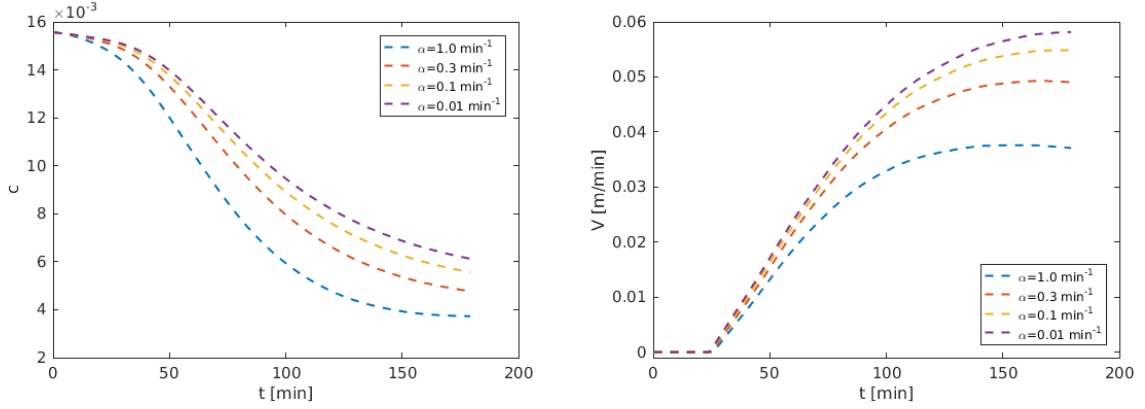 ×10⁻³
16
14
12
10
8
6
4
2
c
0
50
100
150
200
t [min]
α=1.0 min⁻¹
α=0.3 min⁻¹
α=0.1 min⁻¹
α=0.01 min⁻¹
0.06
0.05
0.04
0.03
0.02
0.01
0
V [m/min]
0
50
100
150
200
t [min]
α=1.0 min⁻¹
α=0.3 min⁻¹
α=0.1 min⁻¹
α=0.01 min⁻¹